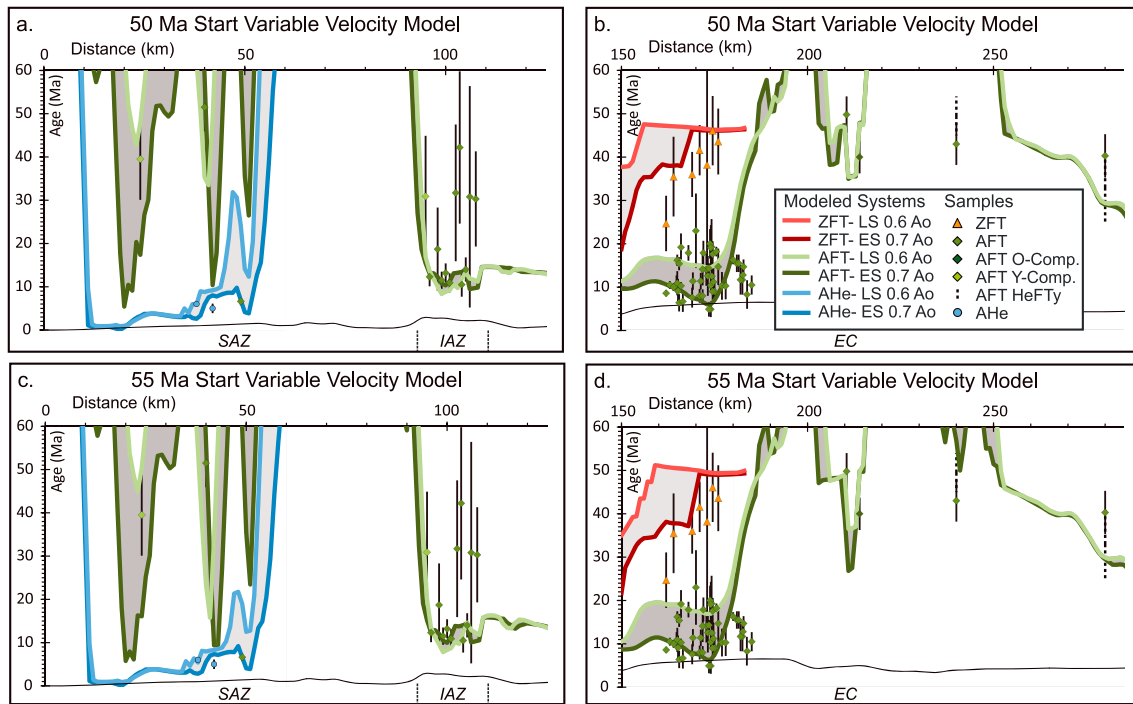 a.
50 Ma Start Variable Velocity Model
Distance (km)
0
50
100
Age (Ma)
60
50
40
30
20
10
0
SAZ
IAZ
b.
50 Ma Start Variable Velocity Model
150
Distance (km)
200
250
Age (Ma)
60
50
40
30
20
10
0
EC
Modeled Systems
Samples
ZFT- LS 0.6 Ao
ZFT
ZFT- ES 0.7 Ao
AFT
AFT- LS 0.6 Ao
AFT O-Comp.
AFT- ES 0.7 Ao
AFT Y-Comp.
AHe- LS 0.6 Ao
AFT HeFTy
AHe- ES 0.7 Ao
AHe
c.
55 Ma Start Variable Velocity Model
Distance (km)
0
50
100
Age (Ma)
60
50
40
30
20
10
0
SAZ
IAZ
d.
55 Ma Start Variable Velocity Model
150
Distance (km)
200
250
Age (Ma)
60
50
40
30
20
10
0
EC